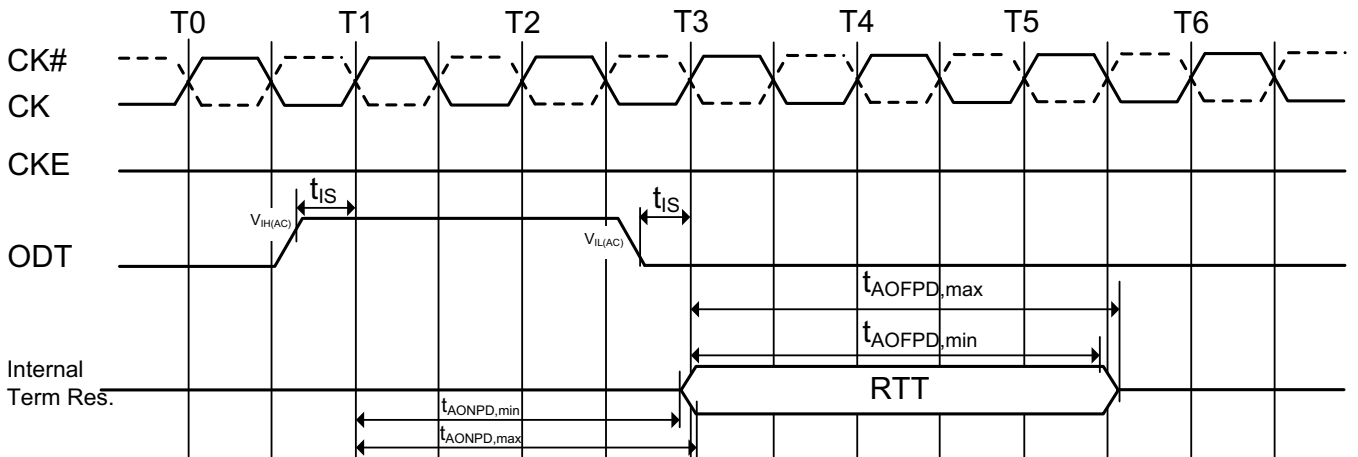 T0 T1 T2 T3 T4 T5 T6
CK#
CK
CKE
tIS
tIS
VIH(AC)
VIL(AC)
ODT
tAOFPD,max
tAOFPD,min
Internal
Term Res.
RTT
tAONPD,min
tAONPD,max